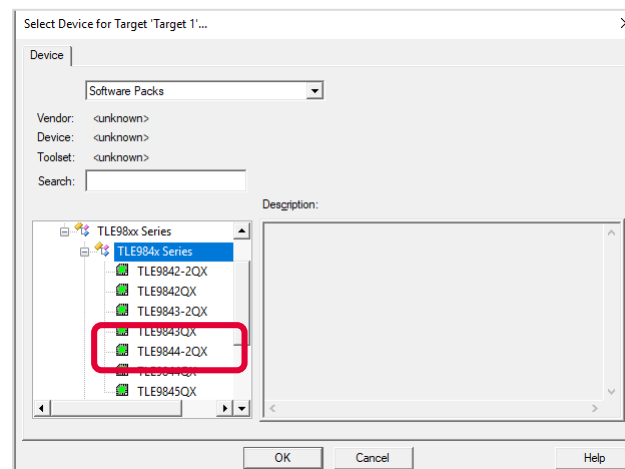 Select Device for Target 'Target 1'...
Device
Software Packs
Vendor: <unknown>
Device: <unknown>
Toolset: <unknown>
Search:
Description:
TLE98xx Series
TLE984x Series
TLE9842-2QX
TLE9842QX
TLE9843-2QX
TLE9843QX
TLE9844-2QX
TLE9844QX
TLE9845QX
OK Cancel Help